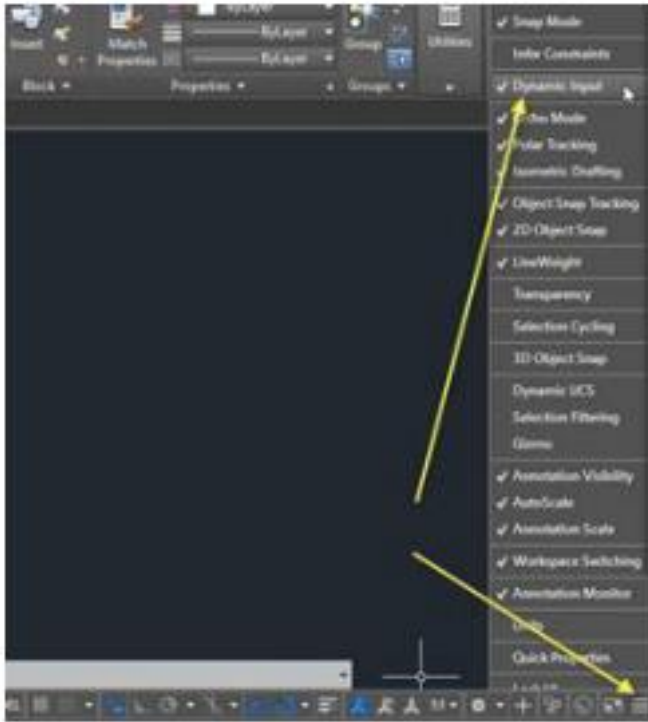 ByLayer
ByLayer
ByLayer
Insert
Match
Properties
Group
Utilities
Block
Properties
Groups
Snap Mode
Infer Constraints
Dynamic Input
Ortho Mode
Polar Tracking
Isometric Drafting
Object Snap Tracking
2D Object Snap
LineWeight
Transparency
Selection Cycling
3D Object Snap
Dynamic UCS
Selection Filtering
Gizmo
Annotation Visibility
AutoScale
Annotation Scale
Workspace Switching
Annotation Monitor
Units
Quick Properties